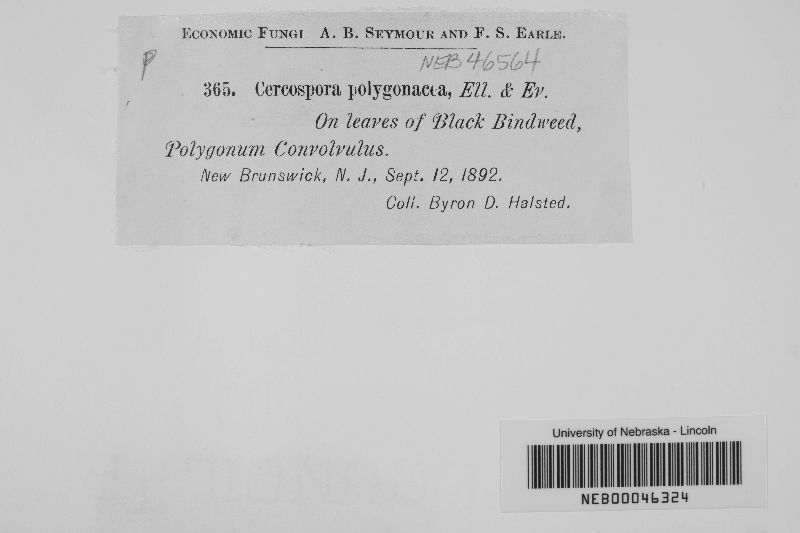 Economic Fungi A. B. Seymour and F. S. Earle.
P
NEB 46564
365. Cercospora polygonacea, Ell. & Ev.
On leaves of Black Bindweed,
Polygonum Convolvulus.
New Brunswick, N. J., Sept. 12, 1892.
Coll. Byron D. Halsted.
University of Nebraska - Lincoln
NEB00046324